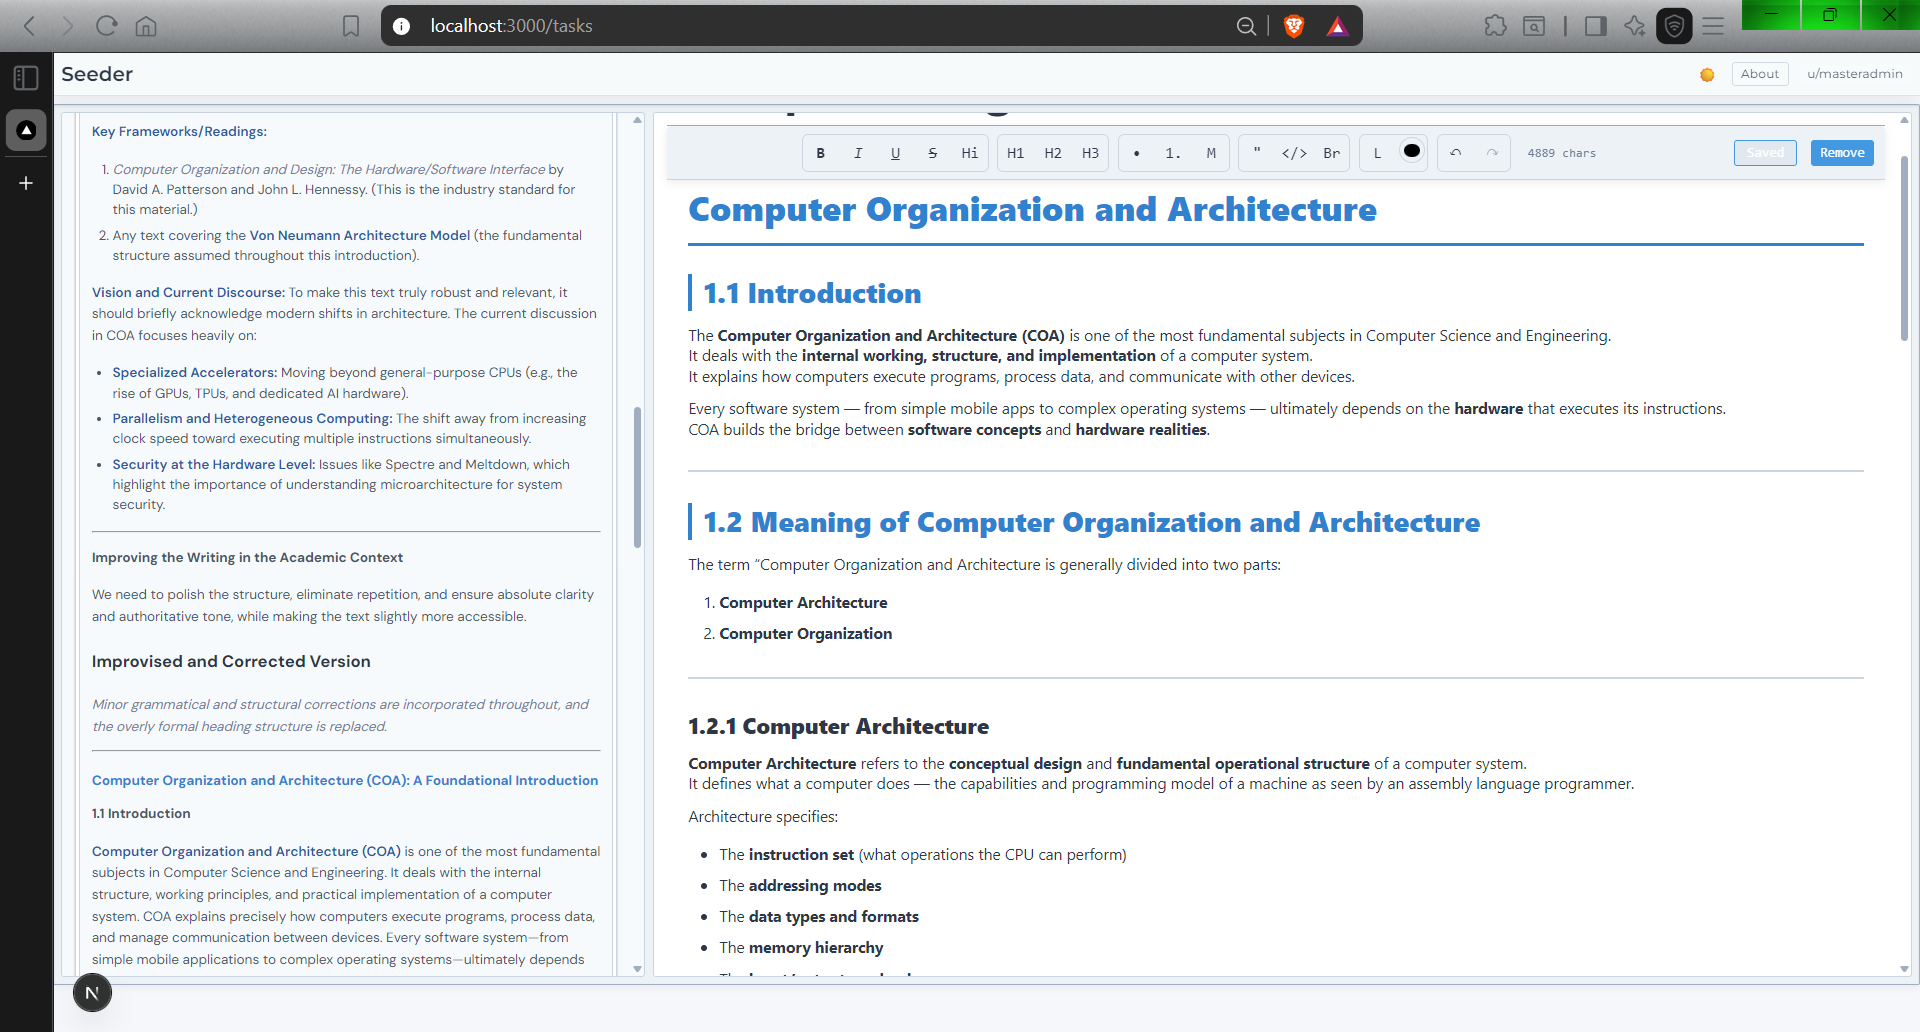 localhost:3000/tasks
Seeder
About
u/masteradmin
Key Frameworks/Readings:
1. Computer Organization and Design: The Hardware/Software Interface by
David A. Patterson and John L. Hennessy. (This is the industry standard for
this material.)
2. Any text covering the Von Neumann Architecture Model (the fundamental
structure assumed throughout this introduction).
Vision and Current Discourse: To make this text truly robust and relevant, it
should briefly acknowledge modern shifts in architecture. The current discussion
in COA focuses heavily on:
• Specialized Accelerators: Moving beyond general-purpose CPUs (e.g., the
rise of GPUs, TPUs, and dedicated AI hardware).
• Parallelism and Heterogeneous Computing: The shift away from increasing
clock speed toward executing multiple instructions simultaneously.
• Security at the Hardware Level: Issues like Spectre and Meltdown, which
highlight the importance of understanding microarchitecture for system
security.
Improving the Writing in the Academic Context
We need to polish the structure, eliminate repetition, and ensure absolute clarity
and authoritative tone, while making the text slightly more accessible.
Improvised and Corrected Version
Minor grammatical and structural corrections are incorporated throughout, and
the overly formal heading structure is replaced.
Computer Organization and Architecture (COA): A Foundational Introduction
1.1 Introduction
Computer Organization and Architecture (COA) is one of the most fundamental
subjects in Computer Science and Engineering. It deals with the internal
structure, working principles, and practical implementation of a computer
system. COA explains precisely how computers execute programs, process data,
and manage communication between devices. Every software system—from
simple mobile applications to complex operating systems—ultimately depends
N
B I U S Hi H1 H2 H3 • 1. M " </> Br L 4889 chars Saved Remove
Computer Organization and Architecture
1.1 Introduction
The Computer Organization and Architecture (COA) is one of the most fundamental subjects in Computer Science and Engineering.
It deals with the internal working, structure, and implementation of a computer system.
It explains how computers execute programs, process data, and communicate with other devices.
Every software system — from simple mobile apps to complex operating systems — ultimately depends on the hardware that executes its instructions.
COA builds the bridge between software concepts and hardware realities.
1.2 Meaning of Computer Organization and Architecture
The term “Computer Organization and Architecture is generally divided into two parts:
1. Computer Architecture
2. Computer Organization
1.2.1 Computer Architecture
Computer Architecture refers to the conceptual design and fundamental operational structure of a computer system.
It defines what a computer does — the capabilities and programming model of a machine as seen by an assembly language programmer.
Architecture specifies:
• The instruction set (what operations the CPU can perform)
• The addressing modes
• The data types and formats
• The memory hierarchy